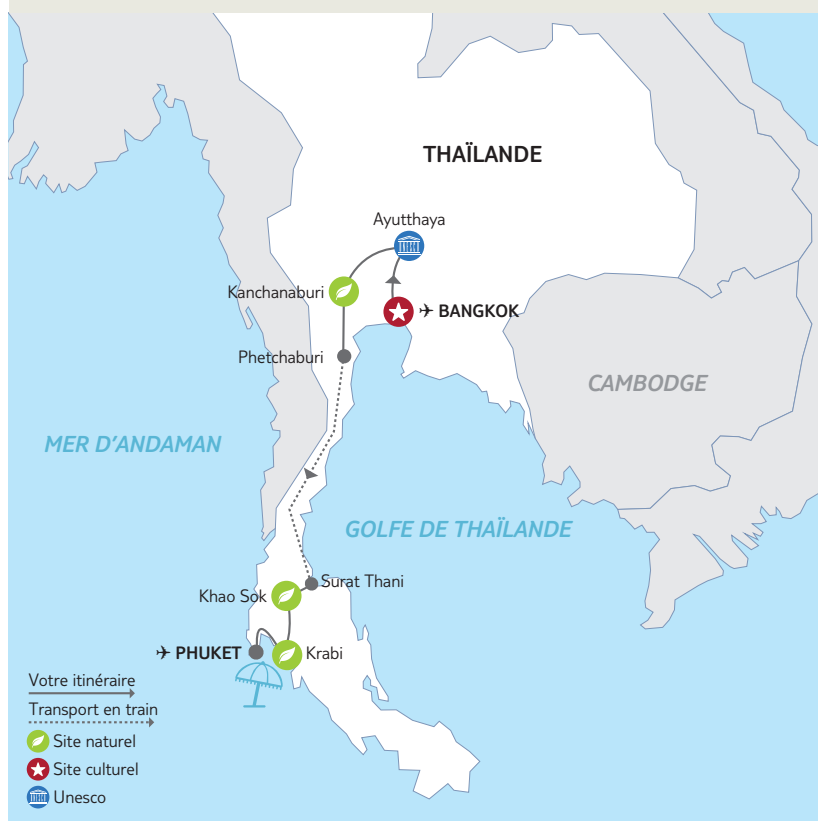 THAÏLANDE
Ayutthaya
Kanchanaburi
✈ BANGKOK
Phetchaburi
CAMBODGE
MER D'ANDAMAN
GOLFE DE THAÏLANDE
Surat Thani
Khao Sok
✈ PHUKET
Krabi
Votre itinéraire
Transport en train
Site naturel
Site culturel
Unesco